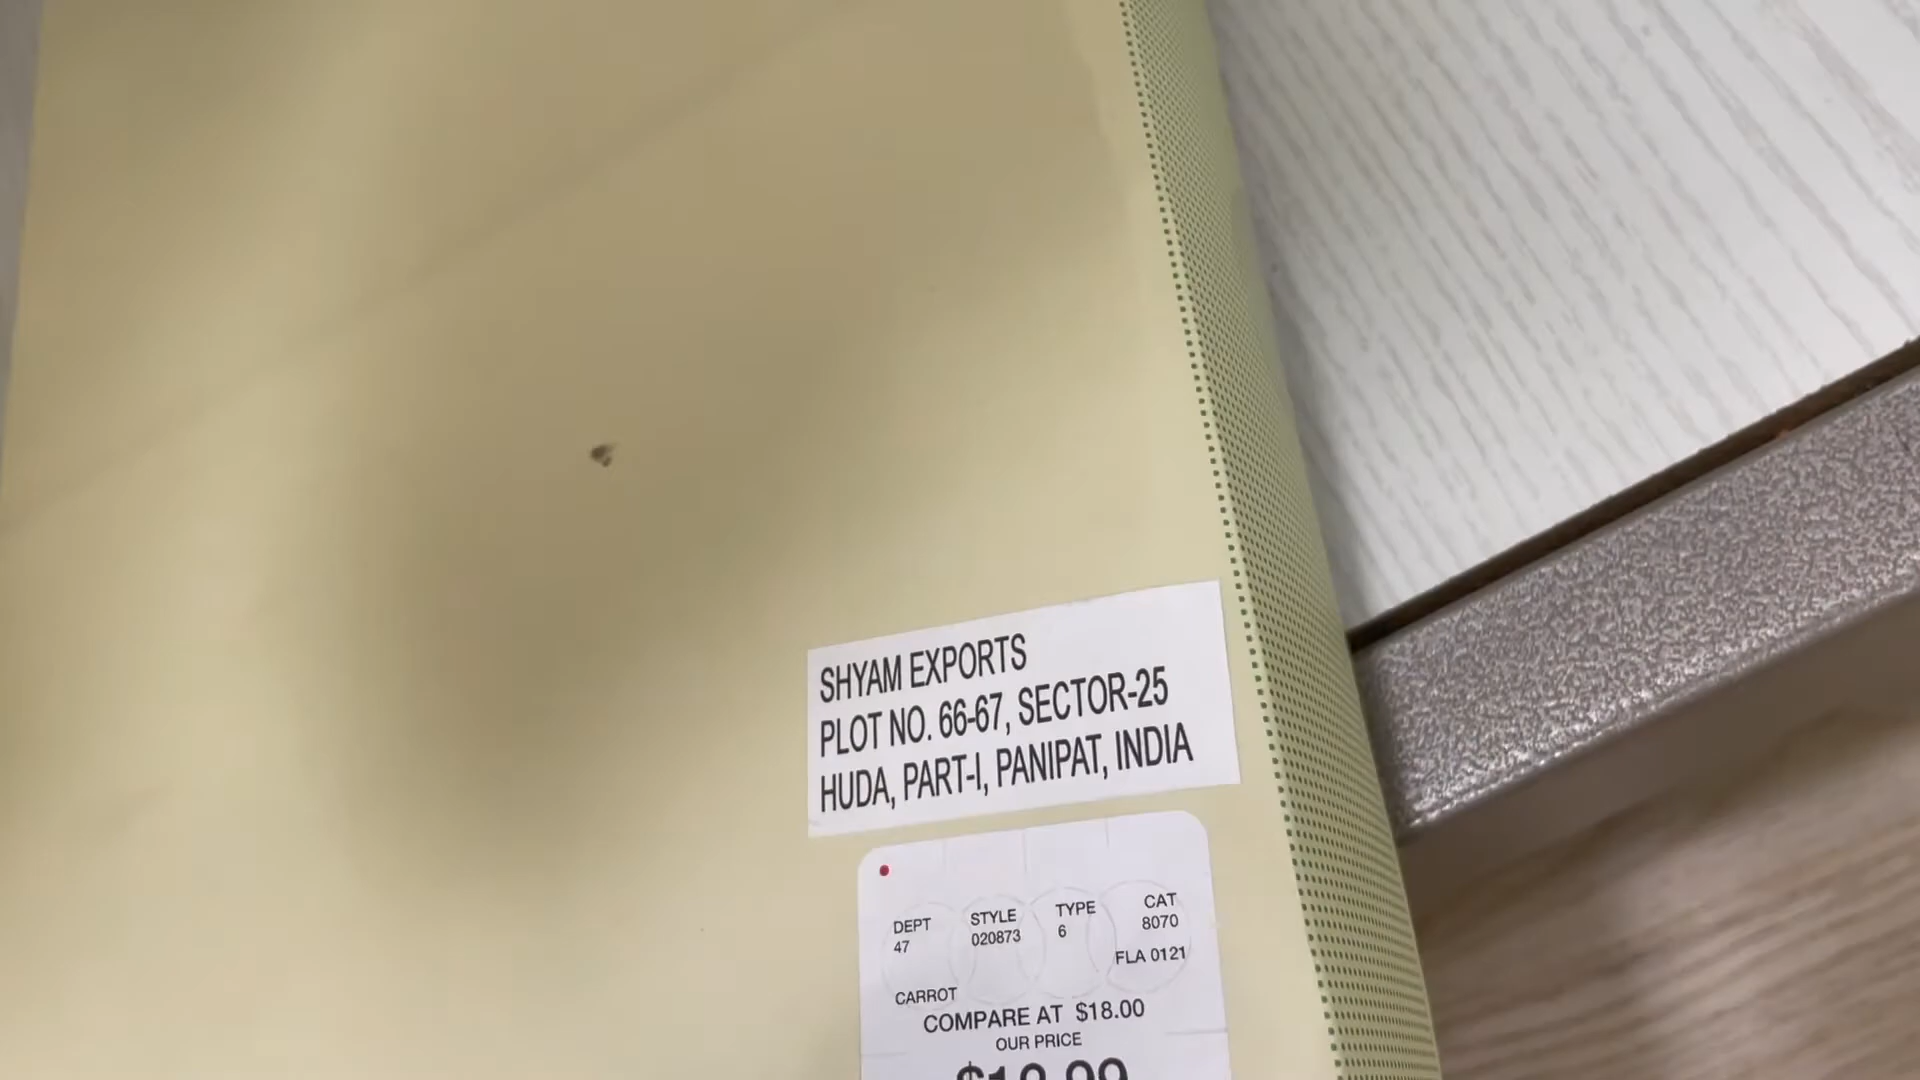 SHYAM EXPORTS
PLOT NO. 66-67, SECTOR-25
HUDA, PART-I, PANIPAT, INDIA
DEPT STYLE TYPE CAT
47 020873 6 8070
FLA 0121
CARROT
COMPARE AT $18.00
OUR PRICE